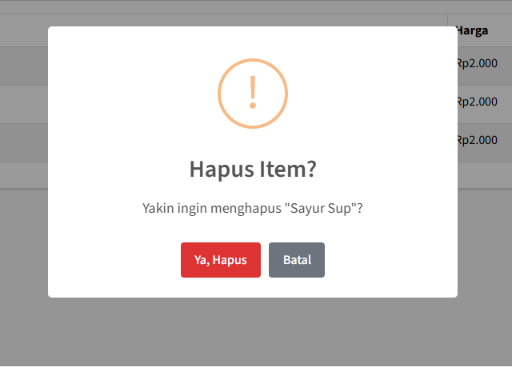 Harga
Rp2.000
Rp2.000
Rp2.000
!
Hapus Item?
Yakin ingin menghapus "Sayur Sup"?
Ya, Hapus
Batal